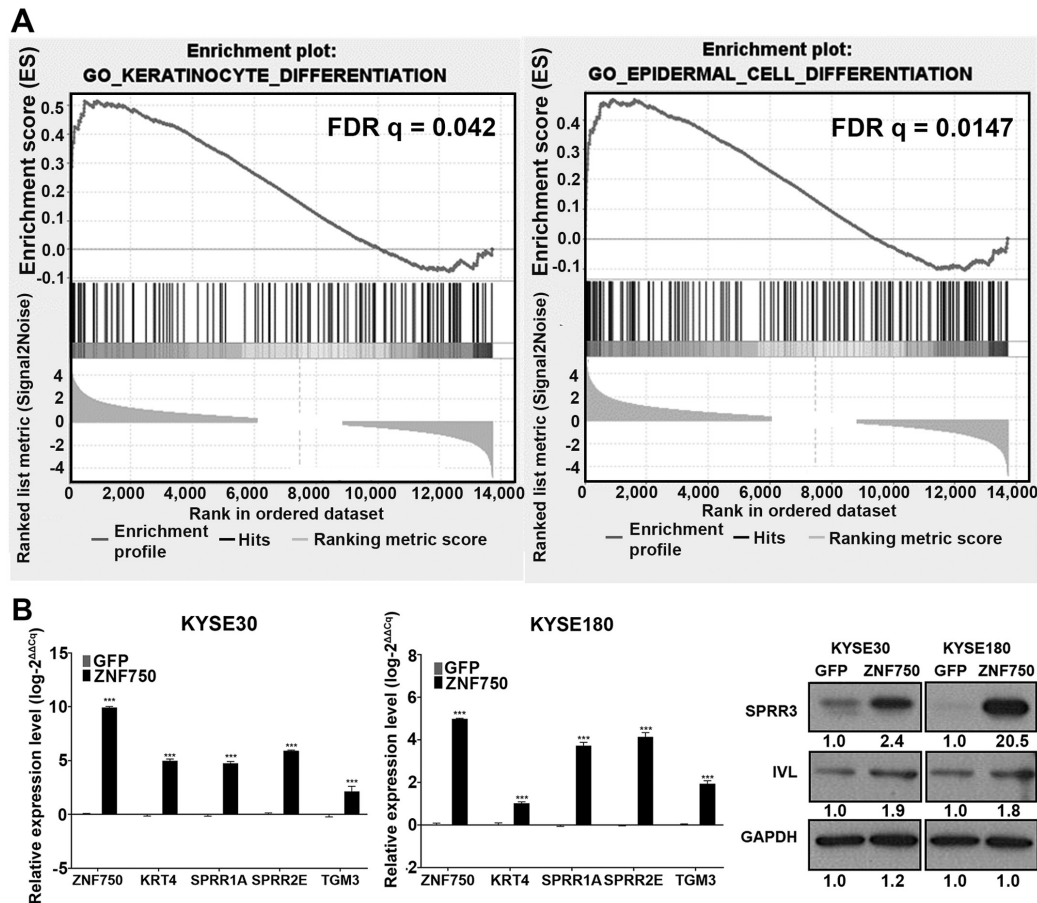 A
Enrichment plot:
GO_KERATINOCYTE_DIFFERENTIATION
Enrichment score (ES)
0.5
0.4
0.3
0.2
0.1
0.0
-0.1
FDR q = 0.042
Ranked list metric (Signal2Noise)
4
2
0
-2
-4
0 2,000 4,000 6,000 8,000 10,000 12,000 14,000
Rank in ordered dataset
Enrichment profile Hits Ranking metric score
Enrichment plot:
GO_EPIDERMAL_CELL_DIFFERENTIATION
Enrichment score (ES)
0.4
0.3
0.2
0.1
0.0
-0.1
FDR q = 0.0147
Ranked list metric (Signal2Noise)
4
2
0
-2
-4
0 2,000 4,000 6,000 8,000 10,000 12,000 14,000
Rank in ordered dataset
Enrichment profile Hits Ranking metric score
B
KYSE30
Relative expression level (log-2ΔΔCq)
15
10
5
0
-5
GFP
ZNF750
*** *** *** *** ***
ZNF750 KRT4 SPRR1A SPRR2E TGM3
KYSE180
Relative expression level (log-2ΔΔCq)
8
6
4
2
0
-2
GFP
ZNF750
*** *** *** *** ***
ZNF750 KRT4 SPRR1A SPRR2E TGM3
KYSE30 KYSE180
GFP ZNF750 GFP ZNF750
SPRR3
1.0 2.4 1.0 20.5
IVL
1.0 1.9 1.0 1.8
GAPDH
1.0 1.2 1.0 1.0